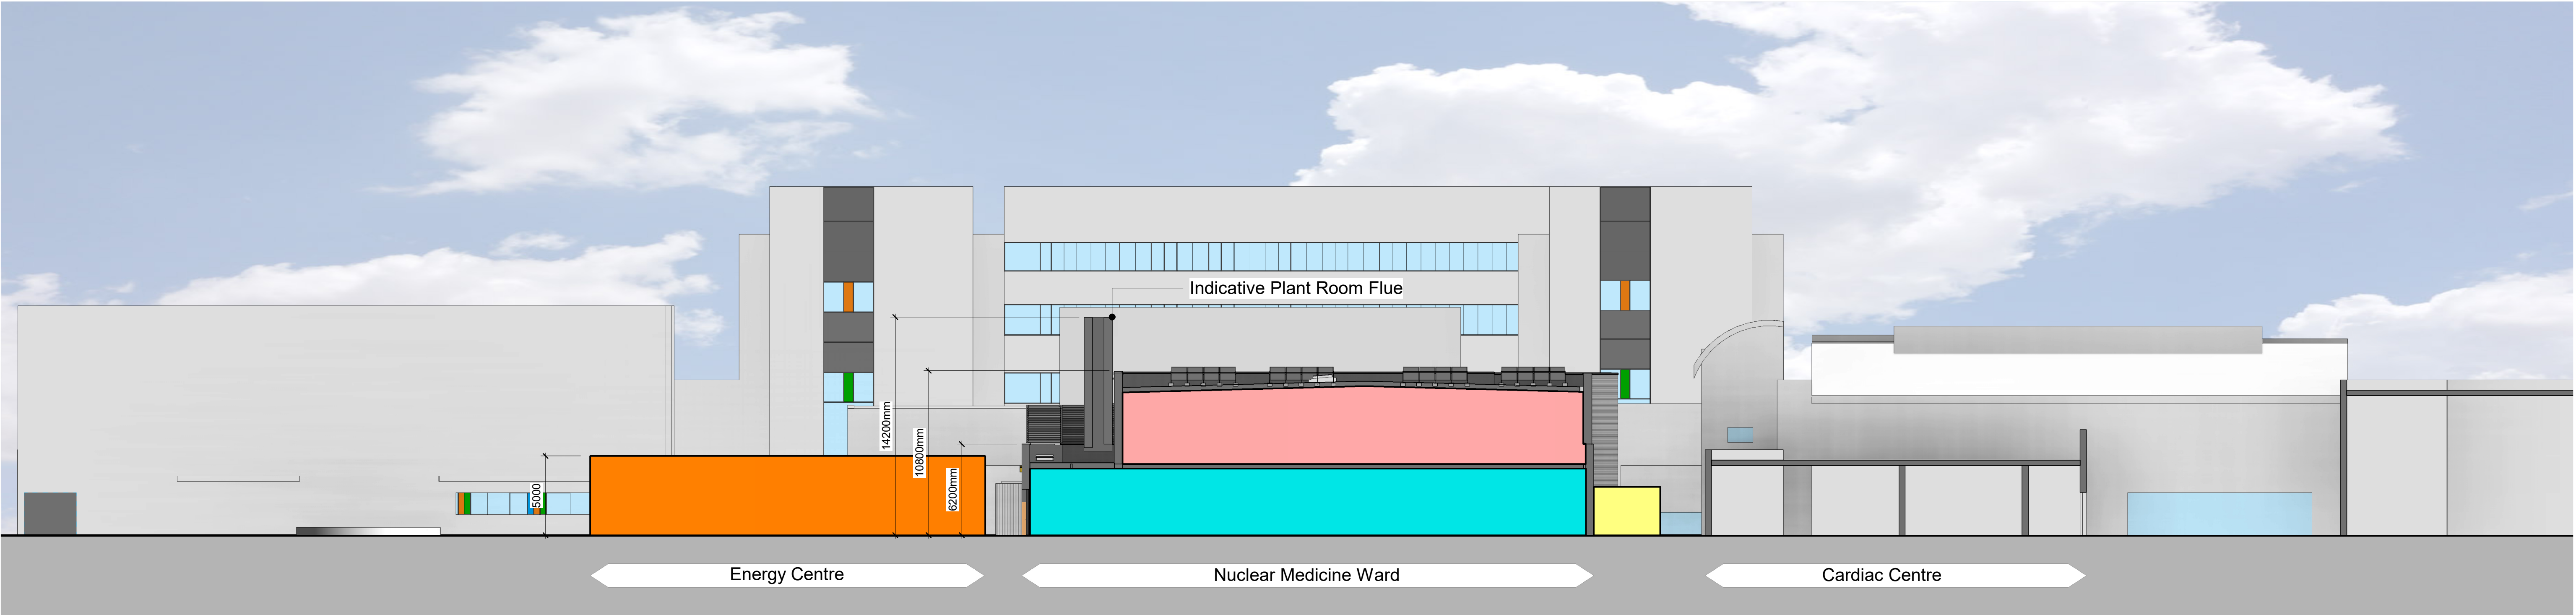 Indicative Plant Room Flue
14200mm
10800mm
6200mm
5000
Energy Centre
Nuclear Medicine Ward
Cardiac Centre